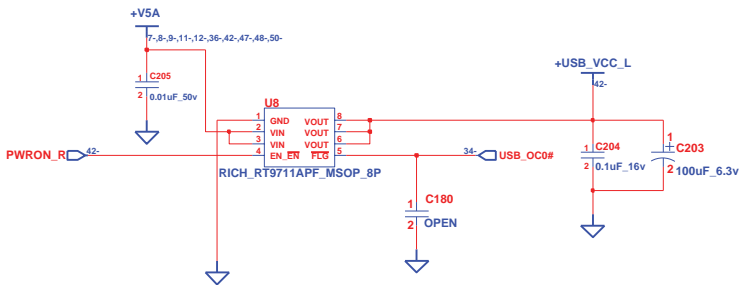 +V5A
7-,8-,9-,11-,12-,36-,42-,47-,48-,50-
1
C205
2
0.01uF_50v
+USB_VCC_L
42-
U8
1 GND VOUT 8
2 VIN VOUT 7
3 VIN VOUT 6
4 EN_EN FLG 5
PWRON_R 42-
34- USB_OC0#
RICH_RT9711APF_MSOP_8P
1 C204
2 0.1uF_16v
1 +
C203
2 100uF_6.3v
1 C180
2 OPEN